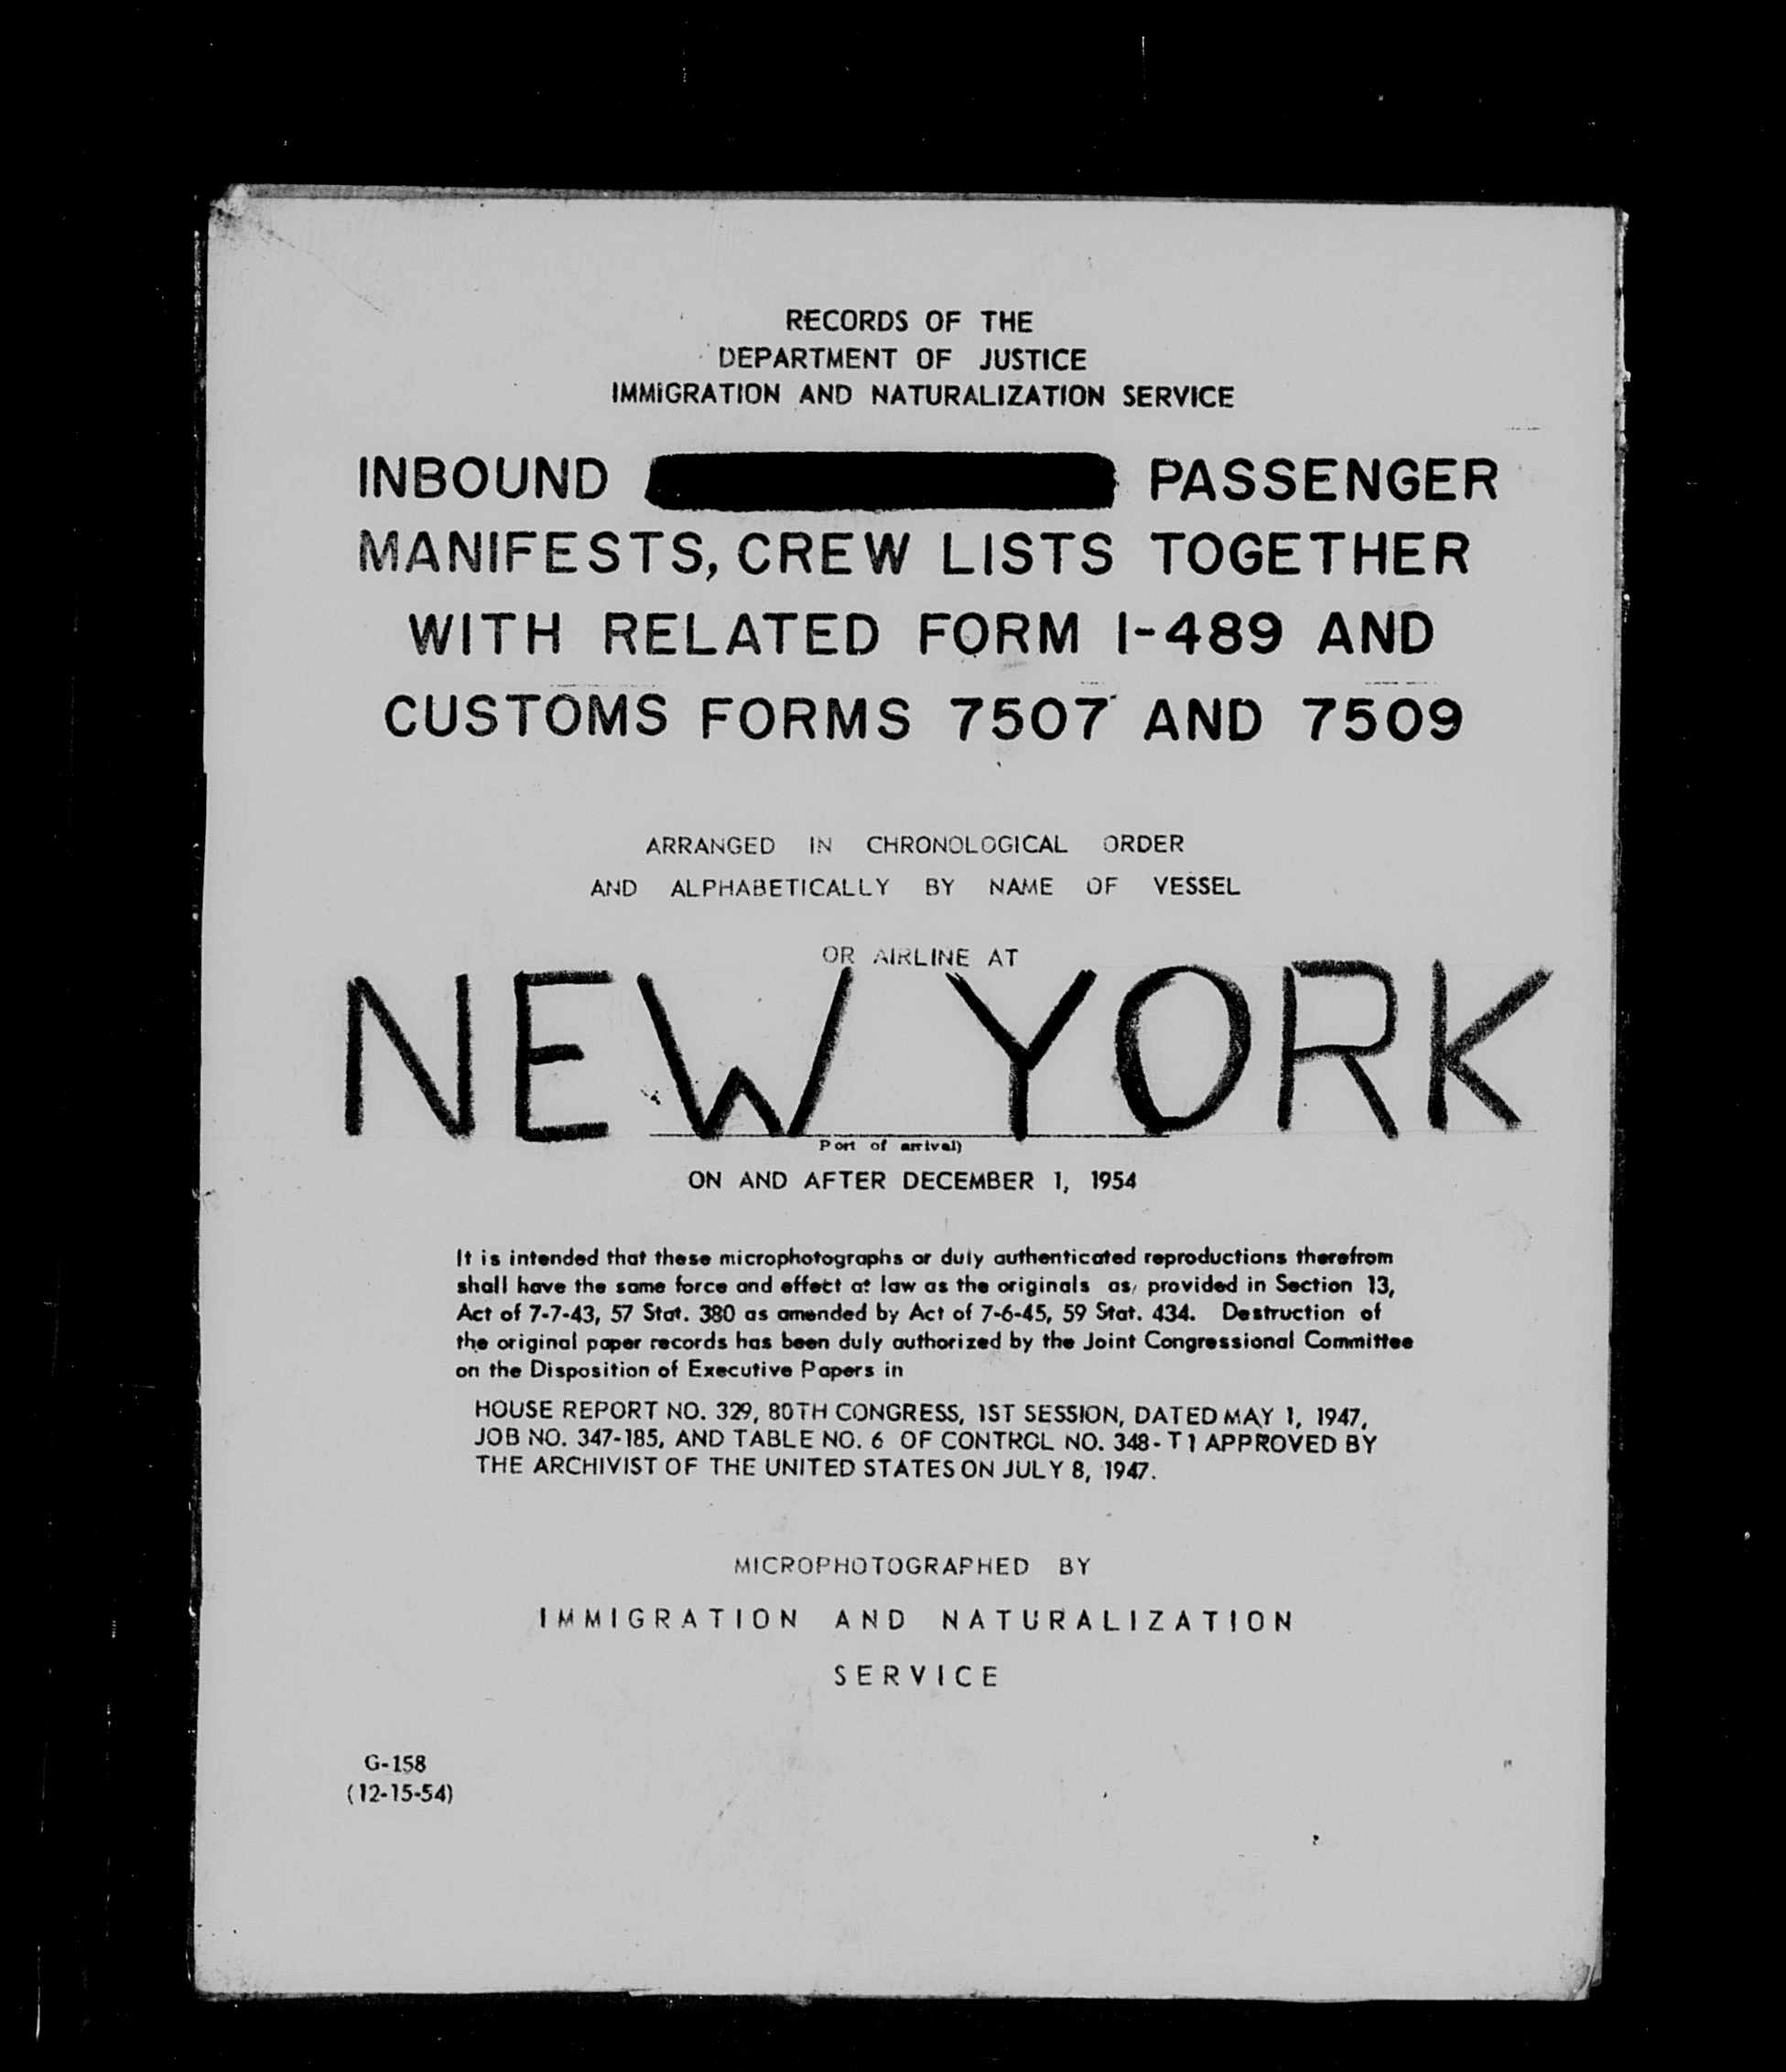 RECORDS OF THE
DEPARTMENT OF JUSTICE
IMMIGRATION AND NATURALIZATION SERVICE
INBOUND PASSENGER
MANIFESTS, CREW LISTS TOGETHER
WITH RELATED FORM I-489 AND
CUSTOMS FORMS 7507 AND 7509
ARRANGED IN CHRONOLOGICAL ORDER
AND ALPHABETICALLY BY NAME OF VESSEL
OR AIRLINE AT
NEW YORK
Port of arrival)
ON AND AFTER DECEMBER 1, 1954
It is intended that these microphotographs or duly authenticated reproductions therefrom
shall have the same force and effect at law as the originals as, provided in Section 13,
Act of 7-7-43, 57 Stat. 380 as amended by Act of 7-6-45, 59 Stat. 434. Destruction of
the original paper records has been duly authorized by the Joint Congressional Committee
on the Disposition of Executive Papers in
HOUSE REPORT NO. 329, 80TH CONGRESS, 1ST SESSION, DATED MAY 1, 1947,
JOB NO. 347-185, AND TABLE NO. 6 OF CONTROL NO. 348-T1 APPROVED BY
THE ARCHIVIST OF THE UNITED STATES ON JULY 8, 1947.
MICROPHOTOGRAPHED BY
IMMIGRATION AND NATURALIZATION
SERVICE
G-158
(12-15-54)